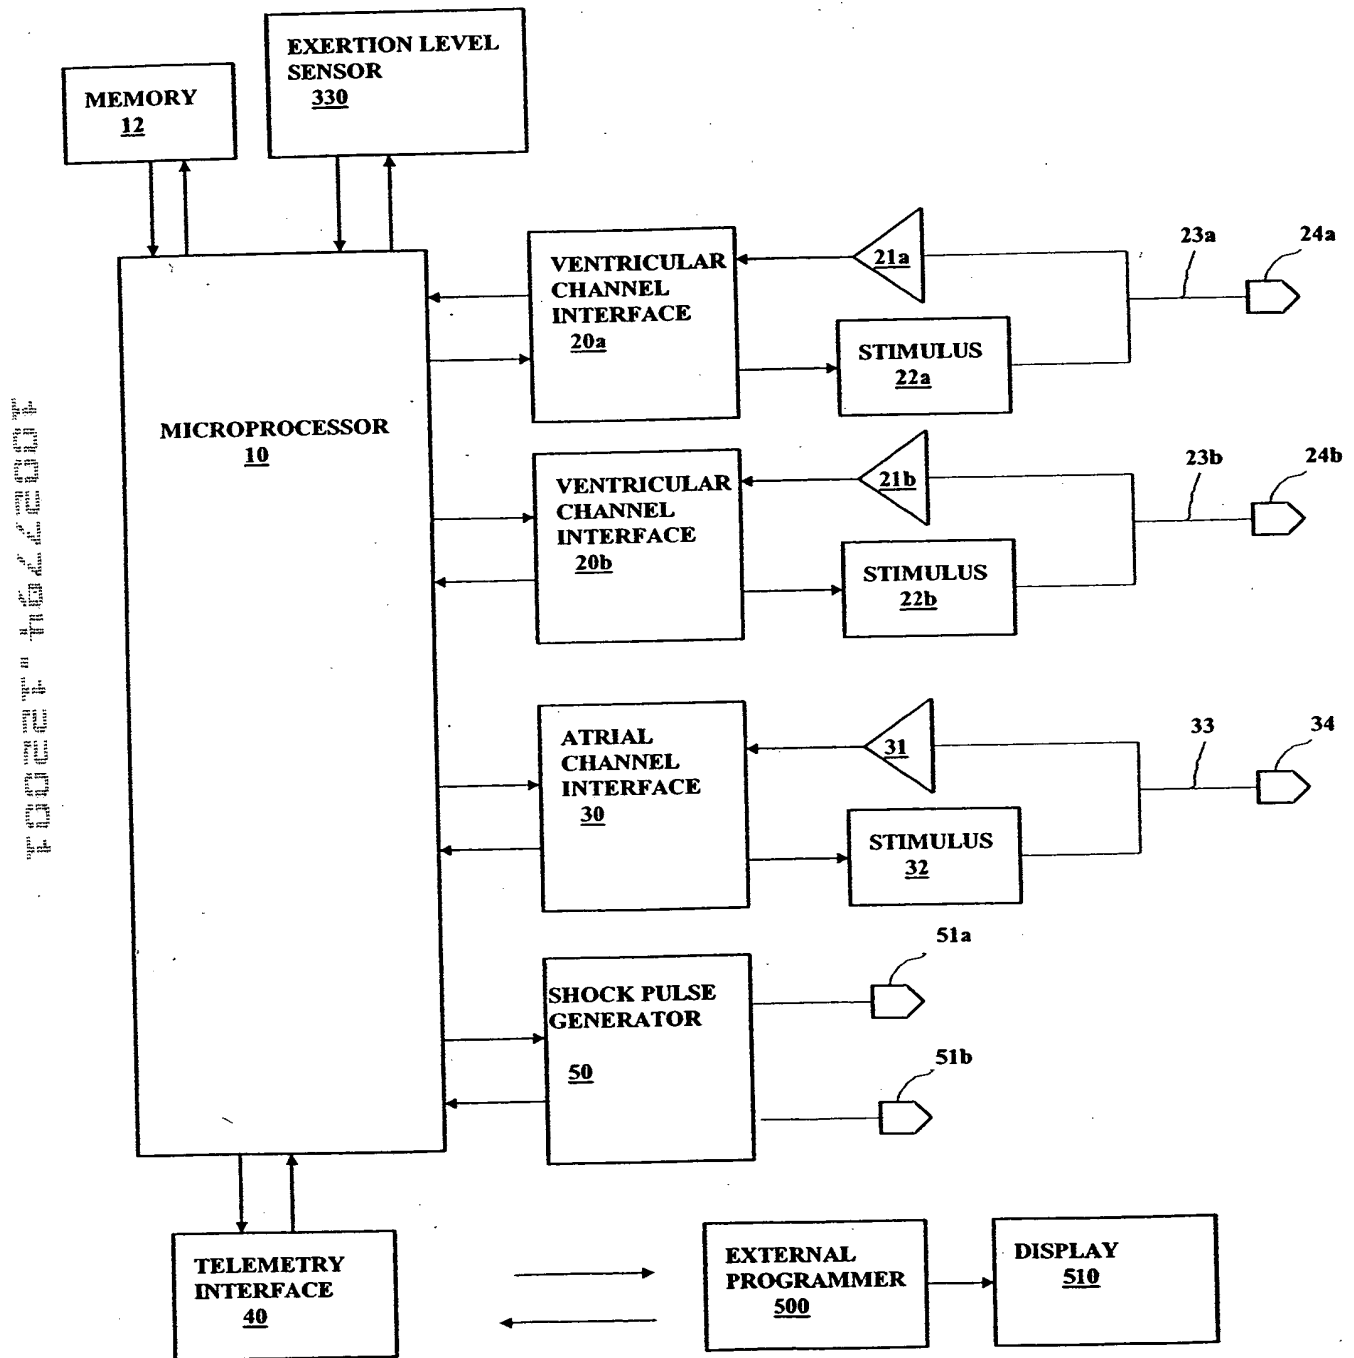 EXERTION LEVEL
SENSOR
330
MEMORY
12
MICROPROCESSOR
10
VENTRICULAR
CHANNEL
INTERFACE
20a
21a
STIMULUS
22a
23a
24a
VENTRICULAR
CHANNEL
INTERFACE
20b
21b
STIMULUS
22b
23b
24b
ATRIAL
CHANNEL
INTERFACE
30
31
STIMULUS
32
33
34
SHOCK PULSE
GENERATOR
50
51a
51b
TELEMETRY
INTERFACE
40
EXTERNAL
PROGRAMMER
500
DISPLAY
510